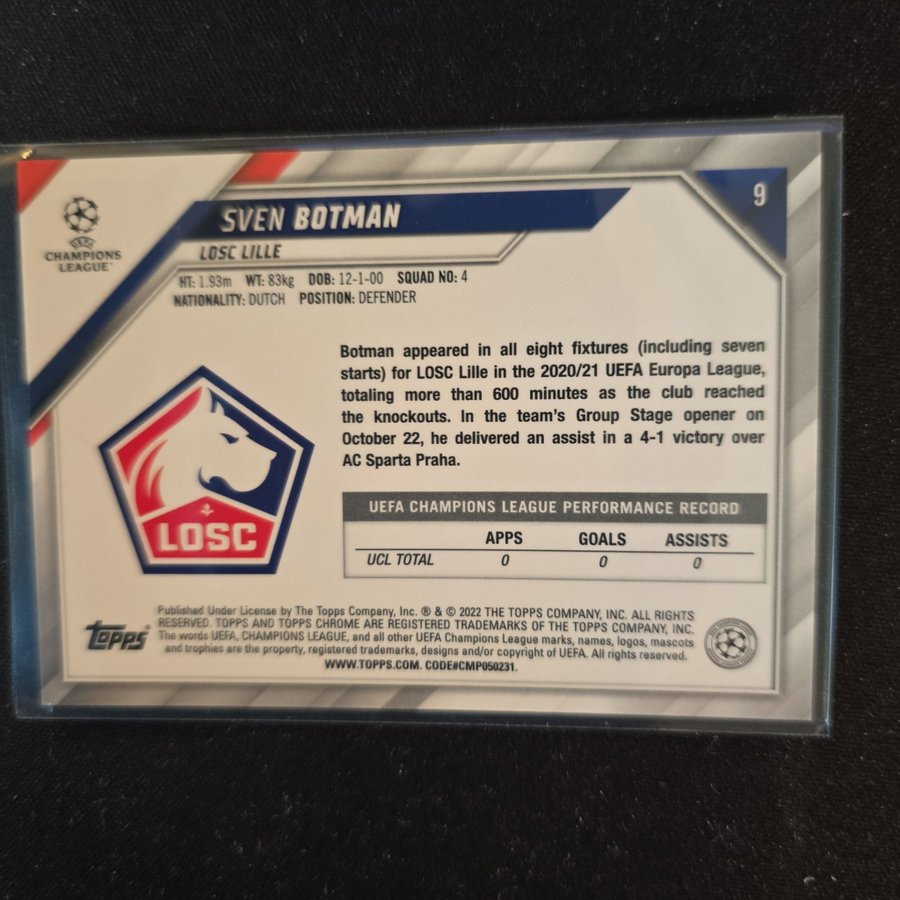 9
SVEN BOTMAN
UEFA
CHAMPIONS
LEAGUE
LOSC LILLE
HT: 1.93m WT: 83kg DOB: 12-1-00 SQUAD NO: 4
NATIONALITY: DUTCH POSITION: DEFENDER
Botman appeared in all eight fixtures (including seven
starts) for LOSC Lille in the 2020/21 UEFA Europa League,
totaling more than 600 minutes as the club reached
the knockouts. In the team's Group Stage opener on
October 22, he delivered an assist in a 4-1 victory over
AC Sparta Praha.
LOSC
UEFA CHAMPIONS LEAGUE PERFORMANCE RECORD
APPS GOALS ASSISTS
UCL TOTAL 0 0 0
Topps
Published Under License by The Topps Company, Inc. ® & © 2022 THE TOPPS COMPANY, INC. ALL RIGHTS
RESERVED. TOPPS AND TOPPS CHROME ARE REGISTERED TRADEMARKS OF THE TOPPS COMPANY, INC.
The words UEFA, CHAMPIONS LEAGUE, and all other UEFA Champions League marks, names, logos, mascots
and trophies are the property, registered trademarks, designs and/or copyright of UEFA. All rights reserved.
WWW.TOPPS.COM. CODE#CMP050231.